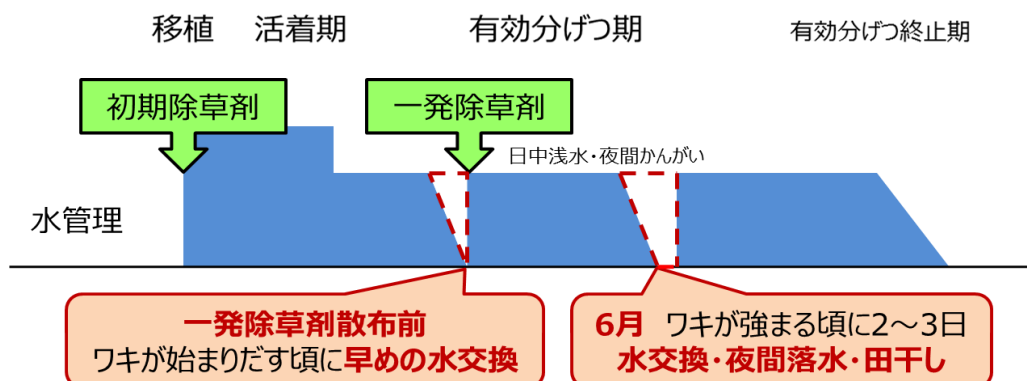 移植 活着期 有効分げつ期 有効分げつ終止期
初期除草剤
一発除草剤
日中浅水・夜間かんがい
水管理
一発除草剤散布前
ワキが始まりだす頃に早めの水交換
6月 ワキが強まる頃に2～3日
水交換・夜間落水・田干し